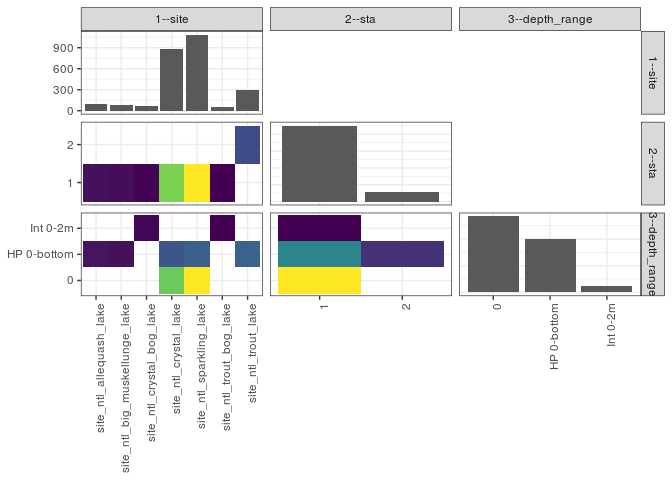 1--site
2--sta
3--depth_range
900
600
300
0
1--site
2
1
2--sta
Int 0-2m
HP 0-bottom
0
3--depth_range
site_ntl_allequash_lake
site_ntl_big_muskellunge_lake
site_ntl_crystal_bog_lake
site_ntl_crystal_lake
site_ntl_sparkling_lake
site_ntl_trout_bog_lake
site_ntl_trout_lake
1
2
0
HP 0-bottom
Int 0-2m